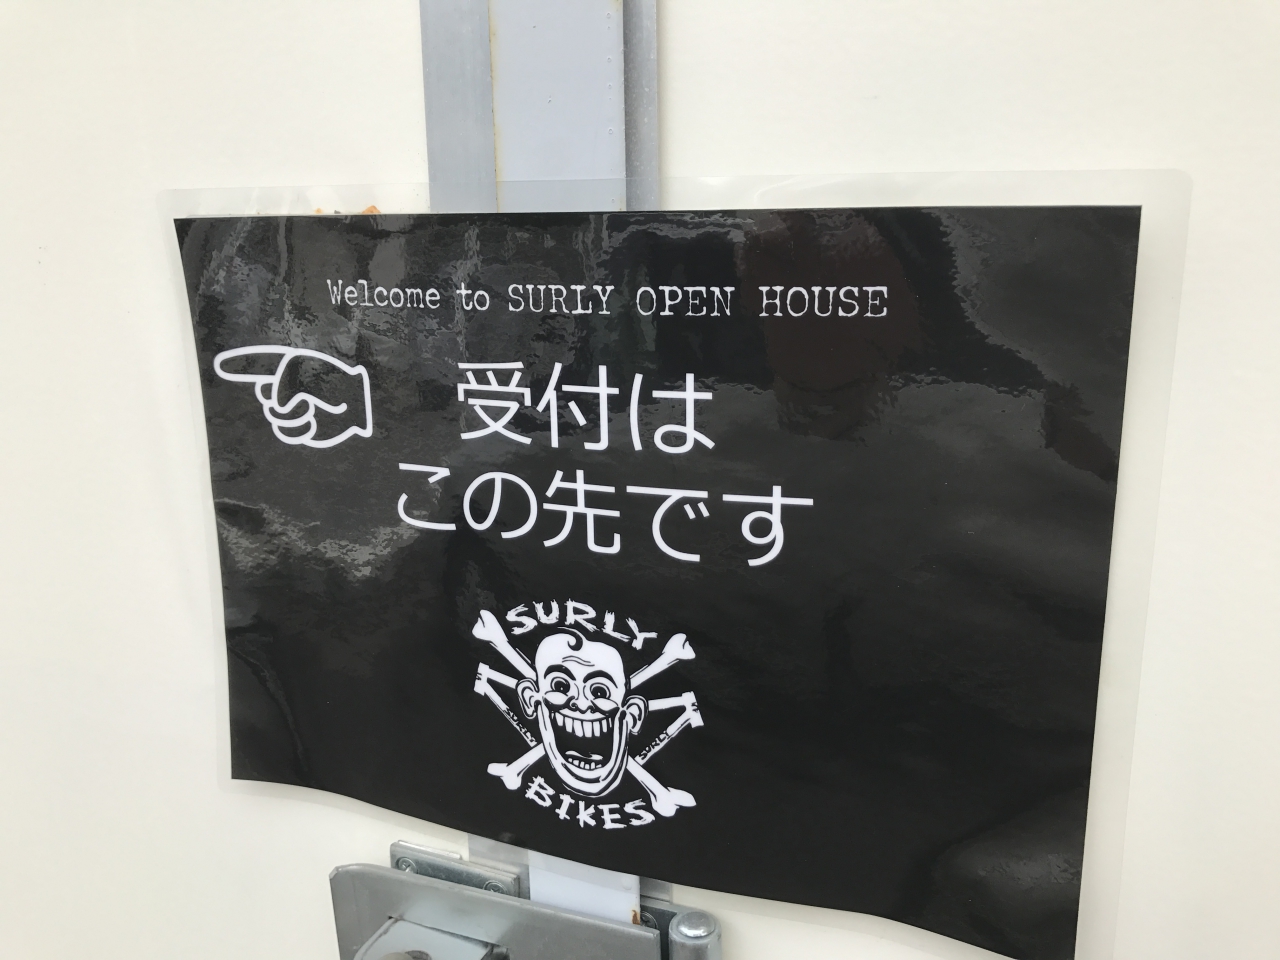 Welcome to SURLY OPEN HOUSE
受付は
この先です
SURLY
SURLY
SURLY
BIKES